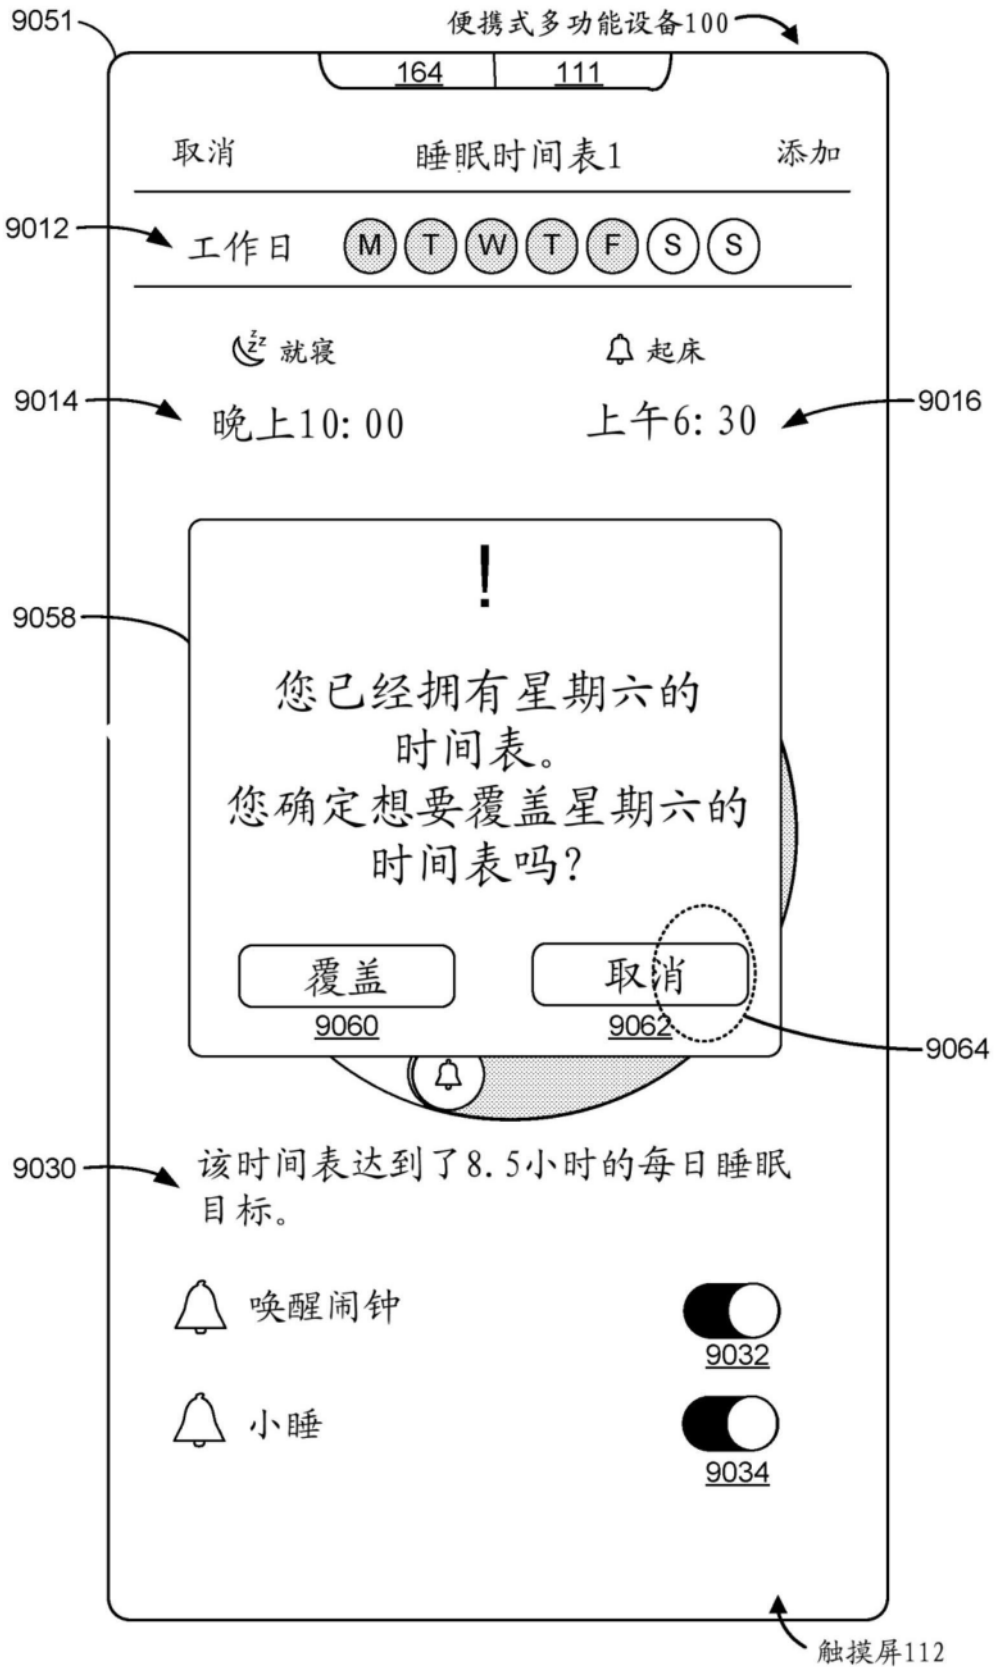 9051
便携式多功能设备100
164 111
取消 睡眠时间表1 添加
9012
工作日 M T W T F S S
zzz 就寝 起床
9014 晚上10:00 上午6:30 9016
!
9058
您已经拥有星期六的
时间表。
您确定想要覆盖星期六的
时间表吗?
覆盖 取消
9060 9062
9064
9030 该时间表达到了8.5小时的每日睡眠
目标。
唤醒闹钟
9032
小睡
9034
触摸屏112